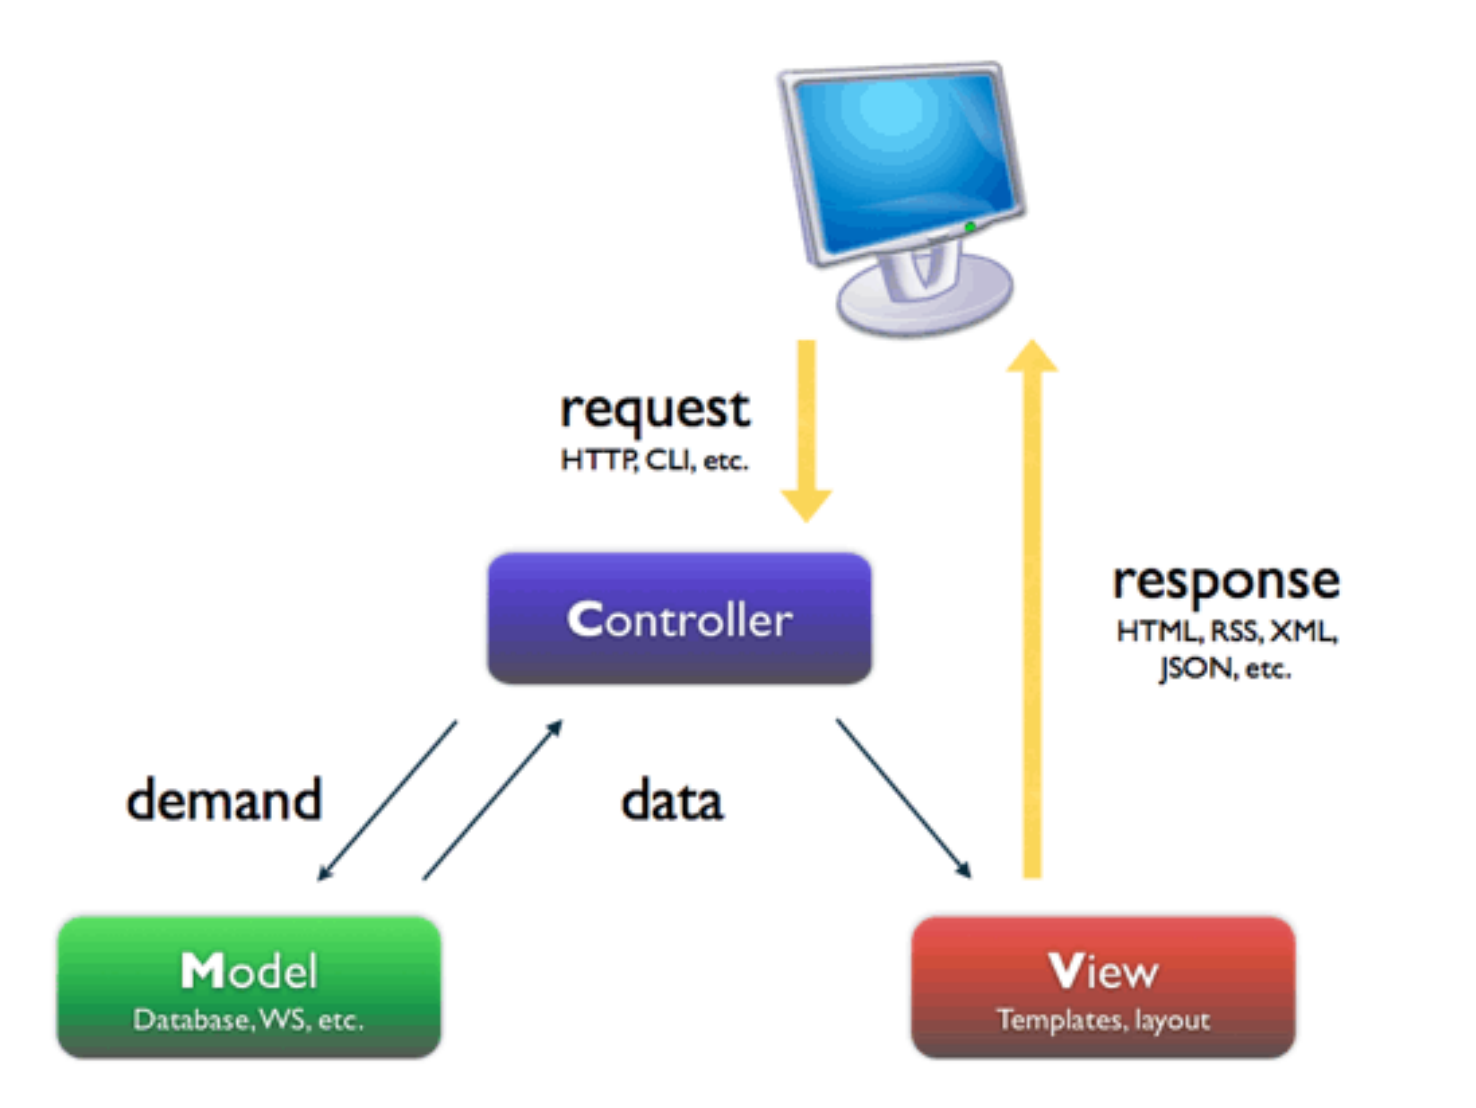 request
HTTP, CLI, etc.
Controller
response
HTML, RSS, XML,
JSON, etc.
demand
data
Model
Database, WS, etc.
View
Templates, layout